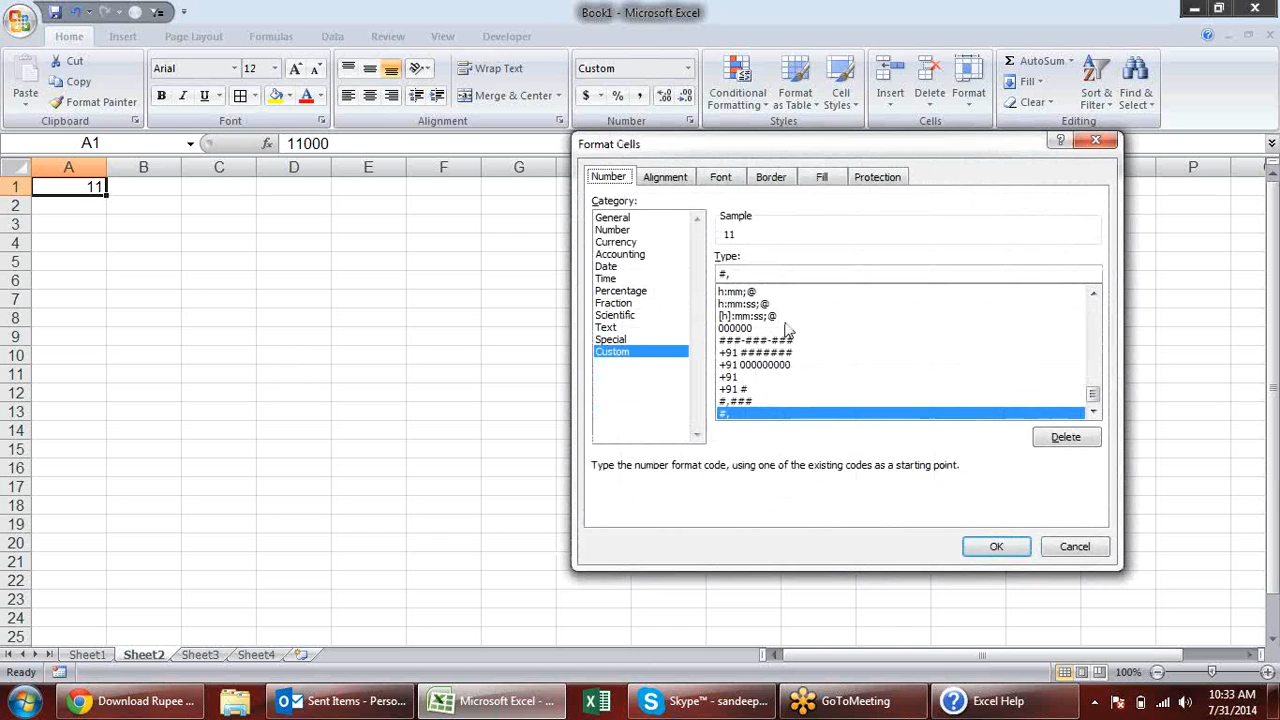 Book1 - Microsoft Excel
Home Insert Page Layout Formulas Data Review View Developer
Paste
Cut
Copy
Format Painter
Clipboard
Arial 12
B I U
Font
Wrap Text
Merge & Center
Alignment
Custom
$ % ,
Number
Conditional Formatting
Format as Table
Cell Styles
Styles
Insert Delete Format
Cells
AutoSum
Fill
Clear
Sort & Filter
Find & Select
Editing
A1 fx 11000
A B C D E F G P
1 11
2
3
4
5
6
7
8
9
10
11
12
13
14
15
16
17
18
19
20
21
22
23
24
25
Format Cells
Number Alignment Font Border Fill Protection
Category:
General
Number
Currency
Accounting
Date
Time
Percentage
Fraction
Scientific
Text
Special
Custom
Sample
11
Type:
#,
h:mm;@
h:mm:ss;@
[h]:mm:ss;@
000000
###-###-###
+91 #######
+91 000000000
+91
+91 #
#,###
#,
Delete
Type the number format code, using one of the existing codes as a starting point.
OK Cancel
Sheet1 Sheet2 Sheet3 Sheet4
Ready 100%
Download Rupee ...
Sent Items - Perso...
Microsoft Excel - ...
Skype™ - sandeep...
GoToMeeting
Excel Help
10:33 AM
7/31/2014